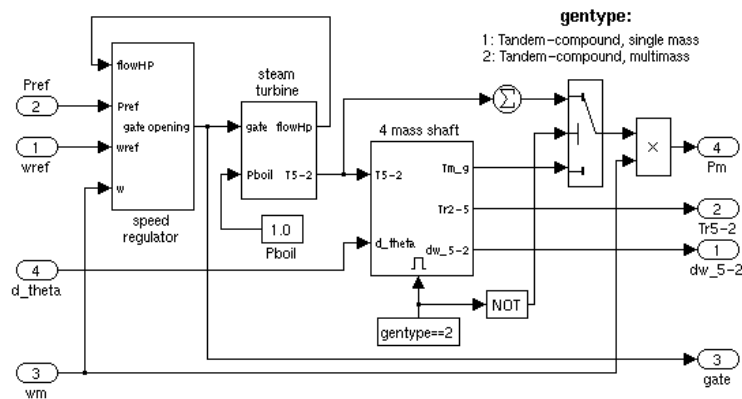 gentype:
1: Tandem-compound, single mass
2: Tandem-compound, multimass
flowHP
Pref
2
Pref
gate opening
1
wref
wref
w
speed
regulator
steam
turbine
gate
flowHp
Pboil
T5-2
1.0
Pboil
4 mass shaft
T5-2
Tm_g
Tr2-5
d_theta
dw_5-2
Σ
×
4
Pm
2
Tr5-2
1
dw_5-2
4
d_theta
NOT
gentype==2
3
gate
3
wm